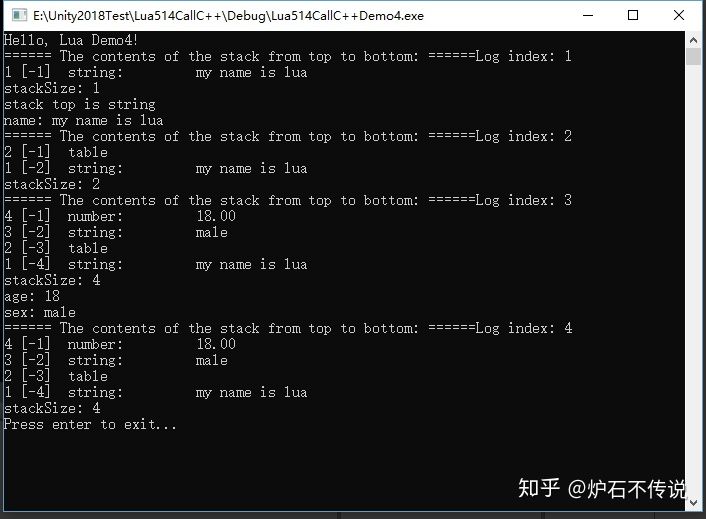 E:\Unity2018Test\Lua514CallC++\Debug\Lua514CallC++Demo4.exe
Hello, Lua Demo4!
====== The contents of the stack from top to bottom: ======Log index: 1
1 [-1]  string:         my name is lua
stackSize: 1
stack top is string
name: my name is lua
====== The contents of the stack from top to bottom: ======Log index: 2
2 [-1]  table
1 [-2]  string:         my name is lua
stackSize: 2
====== The contents of the stack from top to bottom: ======Log index: 3
4 [-1]  number:         18.00
3 [-2]  string:         male
2 [-3]  table
1 [-4]  string:         my name is lua
stackSize: 4
age: 18
sex: male
====== The contents of the stack from top to bottom: ======Log index: 4
4 [-1]  number:         18.00
3 [-2]  string:         male
2 [-3]  table
1 [-4]  string:         my name is lua
stackSize: 4
Press enter to exit...
知乎 @炉石不传说